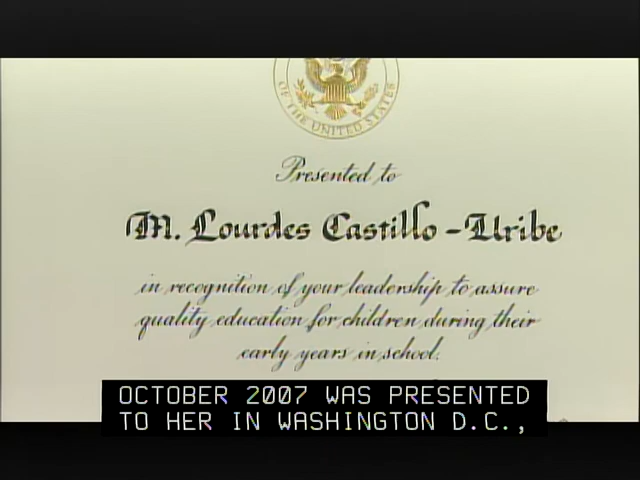 OF THE UNITED STATES
Presented to
M. Lourdes Castillo-Uribe
in recognition of your leadership to assure
quality education for children during their
early years in school.
OCTOBER 2007 WAS PRESENTED
TO HER IN WASHINGTON D.C.,